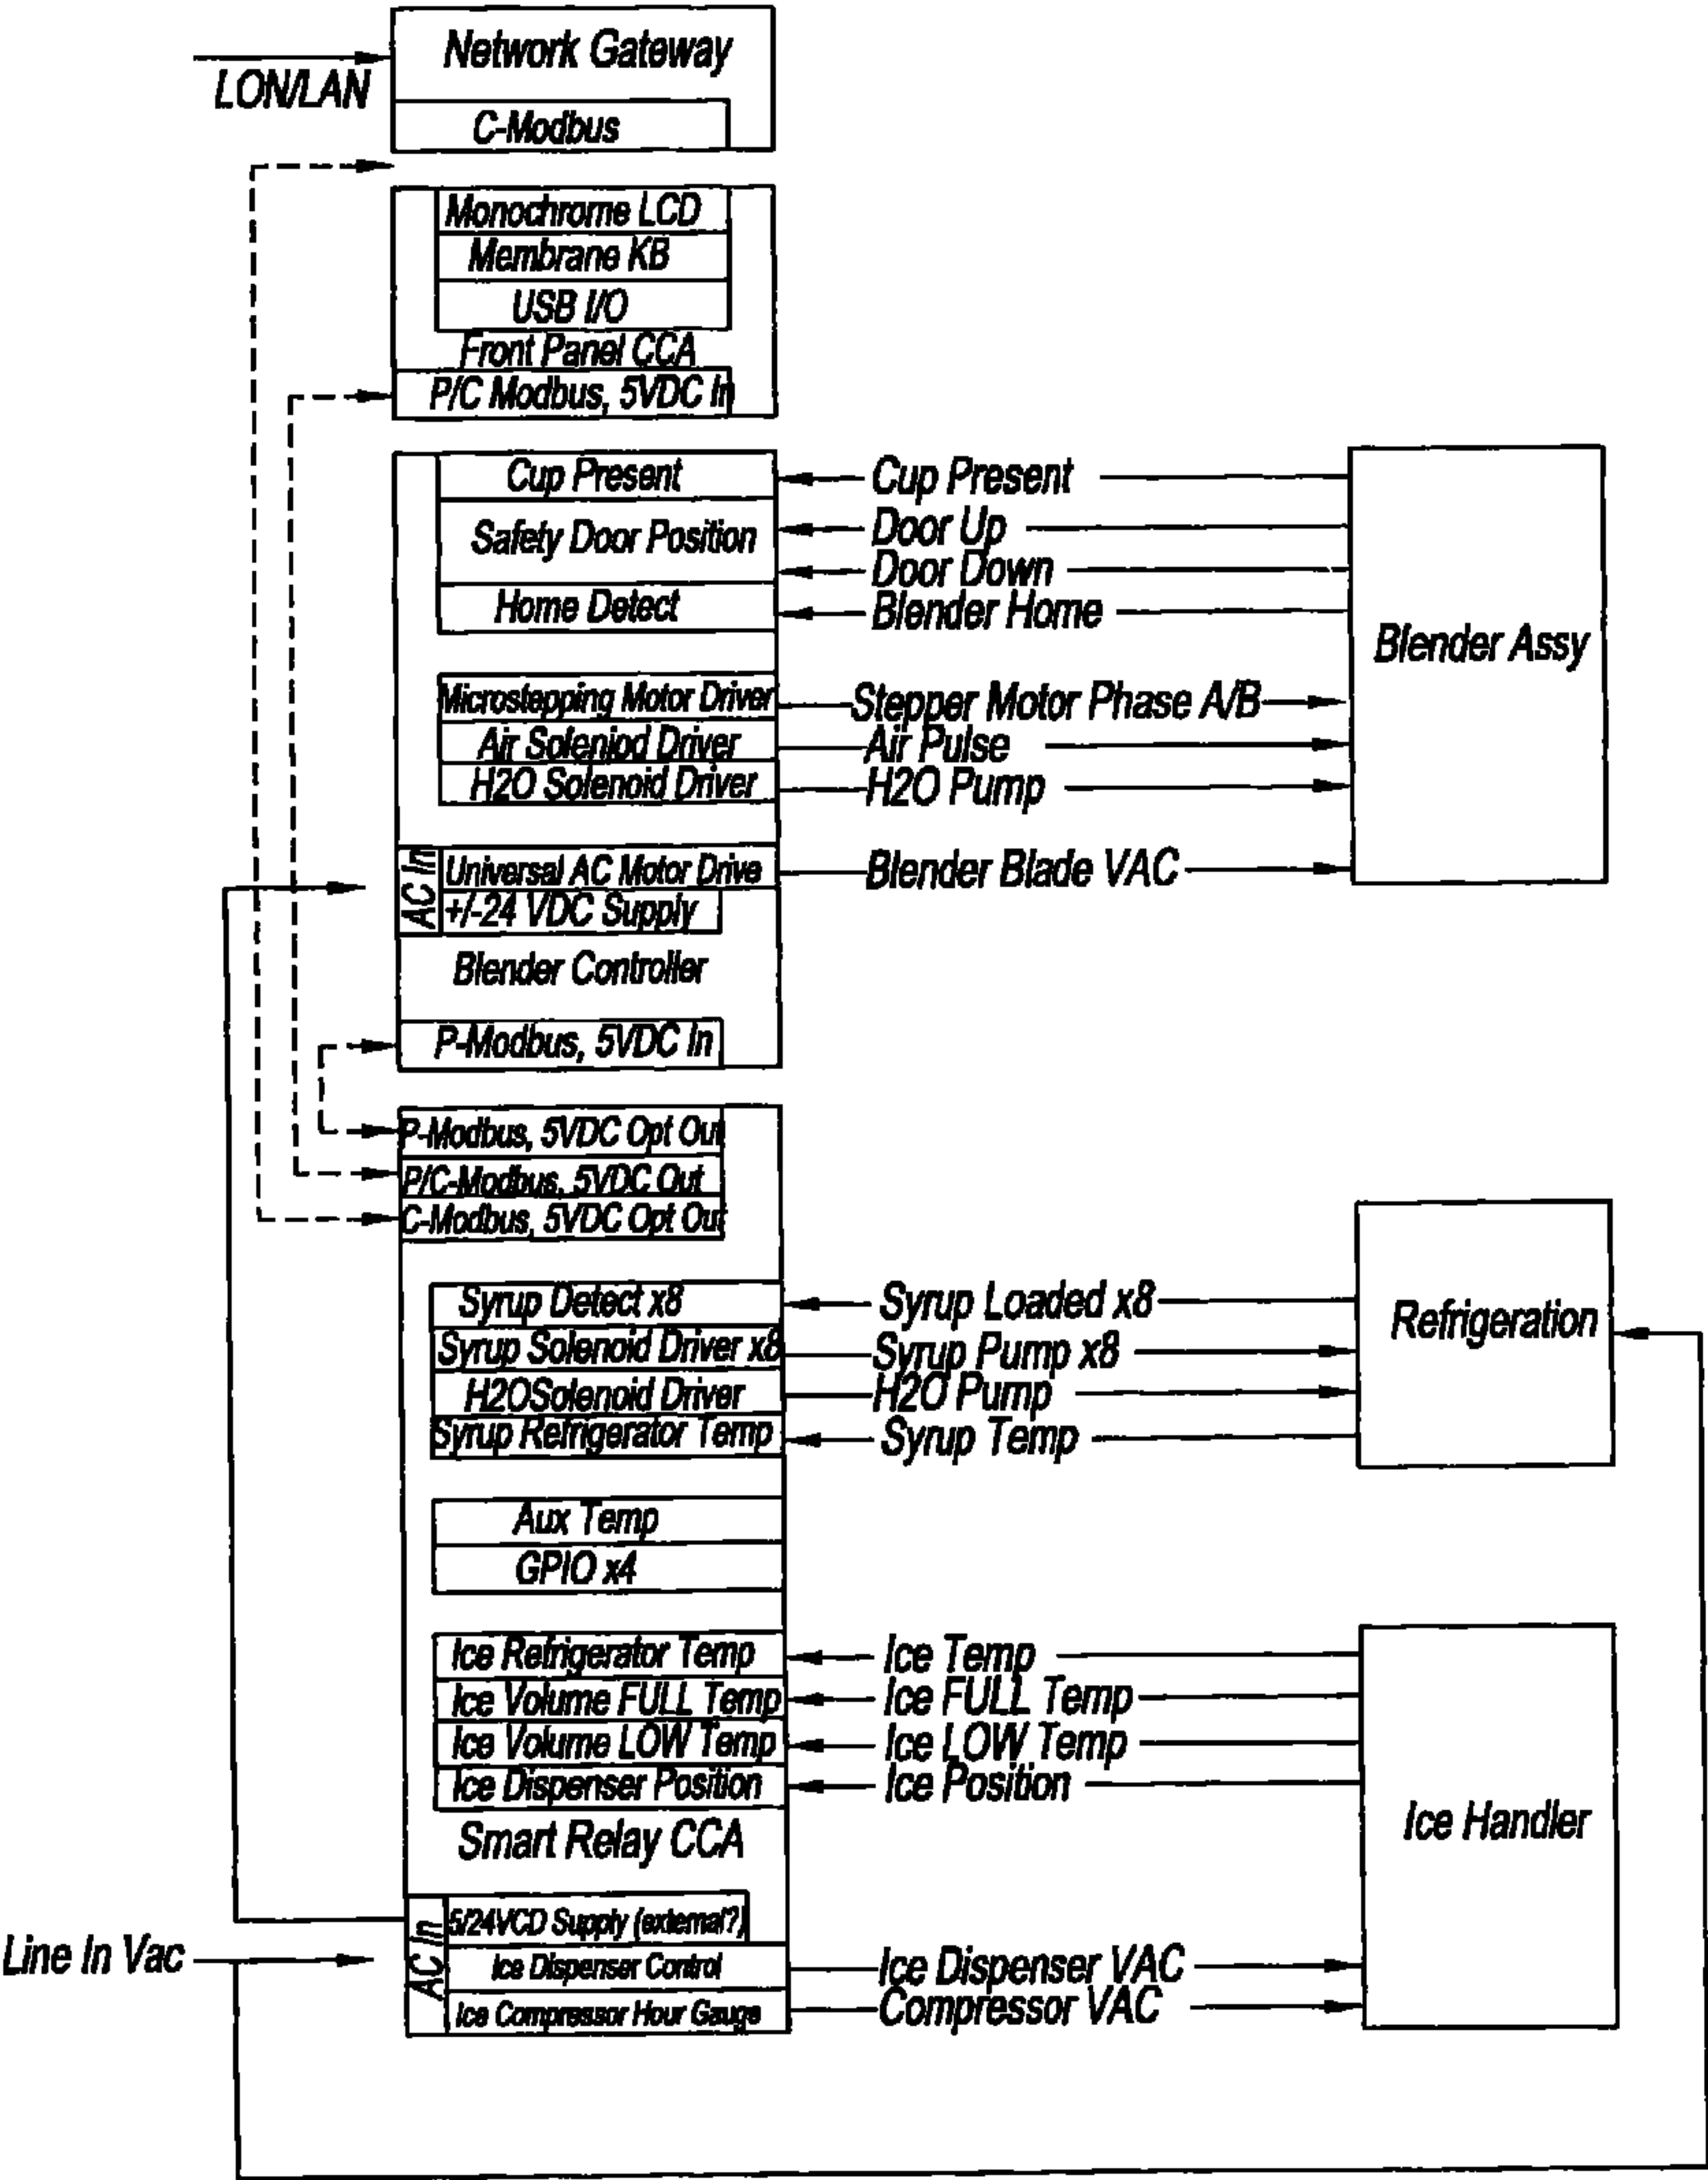 Network Gateway
LON/LAN
C-Modbus
Monochrome LCD
Membrane KB
USB I/O
Front Panel CCA
P/C Modbus, 5VDC In
Cup Present
Cup Present
Safety Door Position
Door Up
Door Down
Home Detect
Blender Home
Blender Assy
Microstepping Motor Driver
Stepper Motor Phase A/B
Air Soleniod Driver
Air Pulse
H2O Solenoid Driver
H2O Pump
AC In
Universal AC Motor Drive
Blender Blade VAC
+/-24 VDC Supply
Blender Controller
P-Modbus, 5VDC In
P-Modbus, 5VDC Opt Out
P/C-Modbus, 5VDC Out
C-Modbus, 5VDC Opt Out
Syrup Detect x8
Syrup Loaded x8
Refrigeration
Syrup Solenoid Driver x8
Syrup Pump x8
H2OSolenoid Driver
H2O Pump
Syrup Refrigerator Temp
Syrup Temp
Aux Temp
GPIO x4
Ice Refrigerator Temp
Ice Temp
Ice Volume FULL Temp
Ice FULL Temp
Ice Volume LOW Temp
Ice LOW Temp
Ice Dispenser Position
Ice Position
Ice Handler
Smart Relay CCA
Line In Vac
AC In
5/24VCD Supply (external?)
Ice Dispenser Control
Ice Dispenser VAC
Ice Compressor Hour Gauge
Compressor VAC